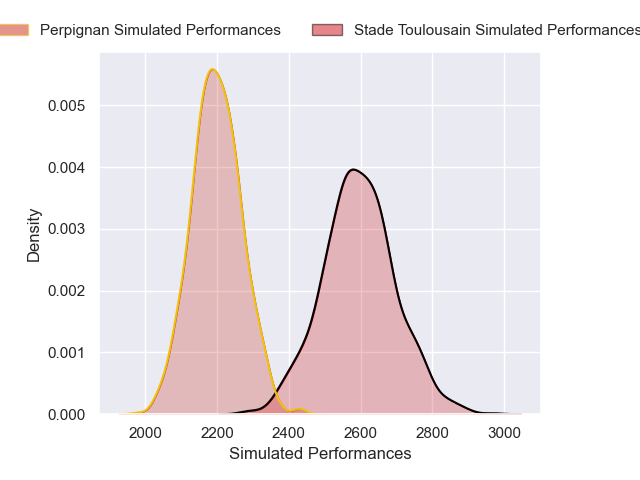 Perpignan Simulated Performances
Stade Toulousain Simulated Performances
0.005
0.004
0.003
0.002
0.001
0.000
Density
2000 2200 2400 2600 2800 3000
Simulated Performances